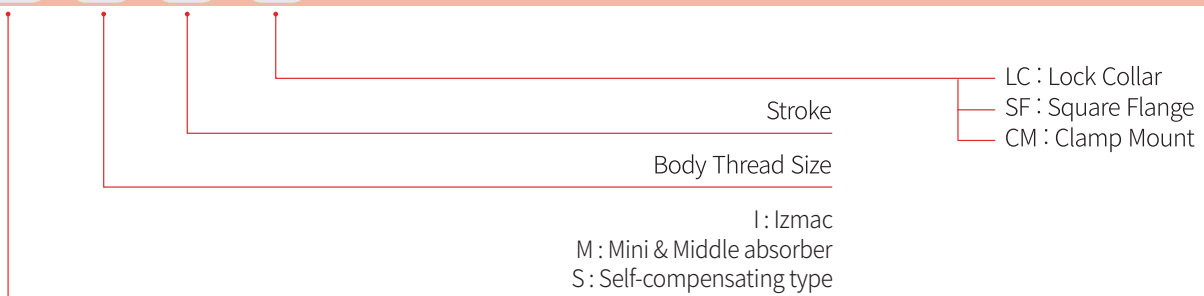 LC : Lock Collar
Stroke
SF : Square Flange
CM : Clamp Mount
Body Thread Size
I : Izmac
M : Mini & Middle absorber
S : Self-compensating type